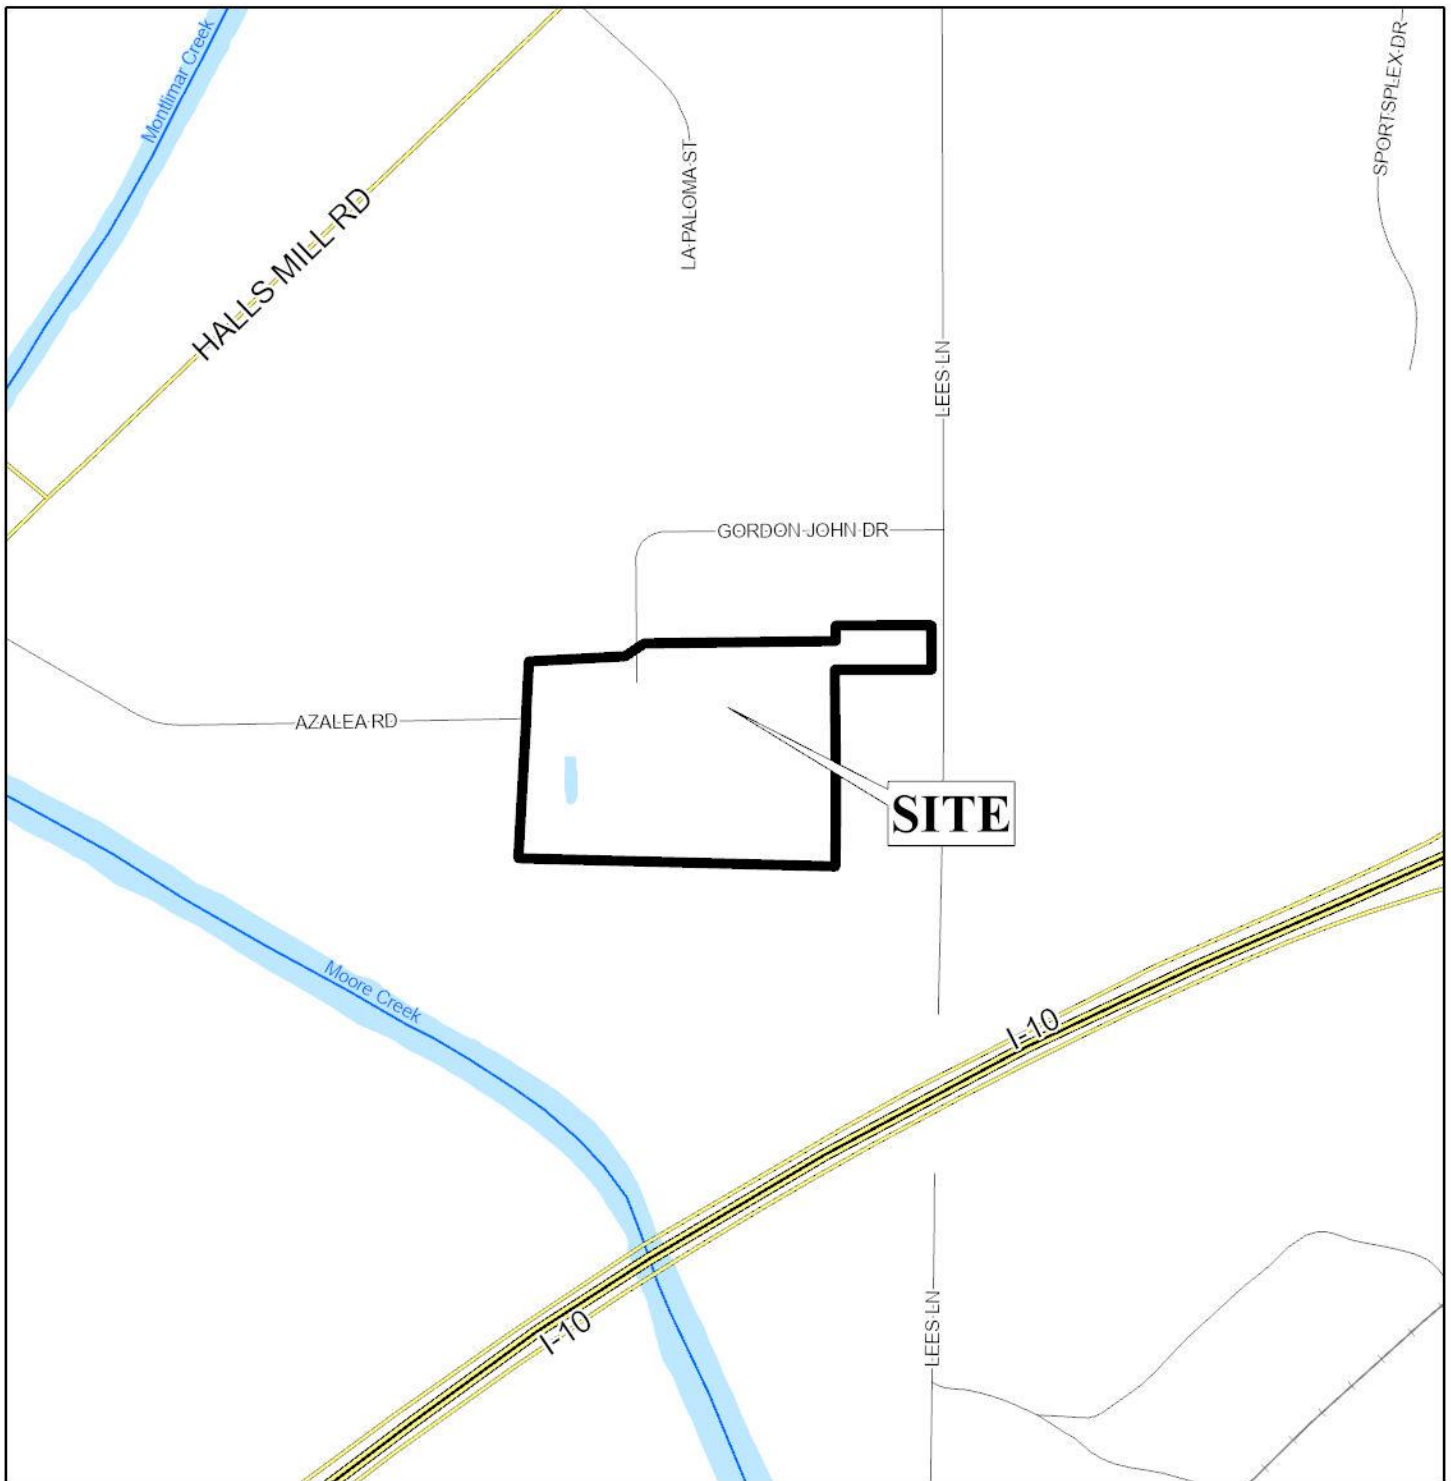 Montlimar Creek
SPORTSPLEX DR
LA PALOMA ST
HALLS MILL RD
LEES LN
GORDON JOHN DR
AZALEA RD
SITE
Moore Creek
I-10
I-10
LEES LN